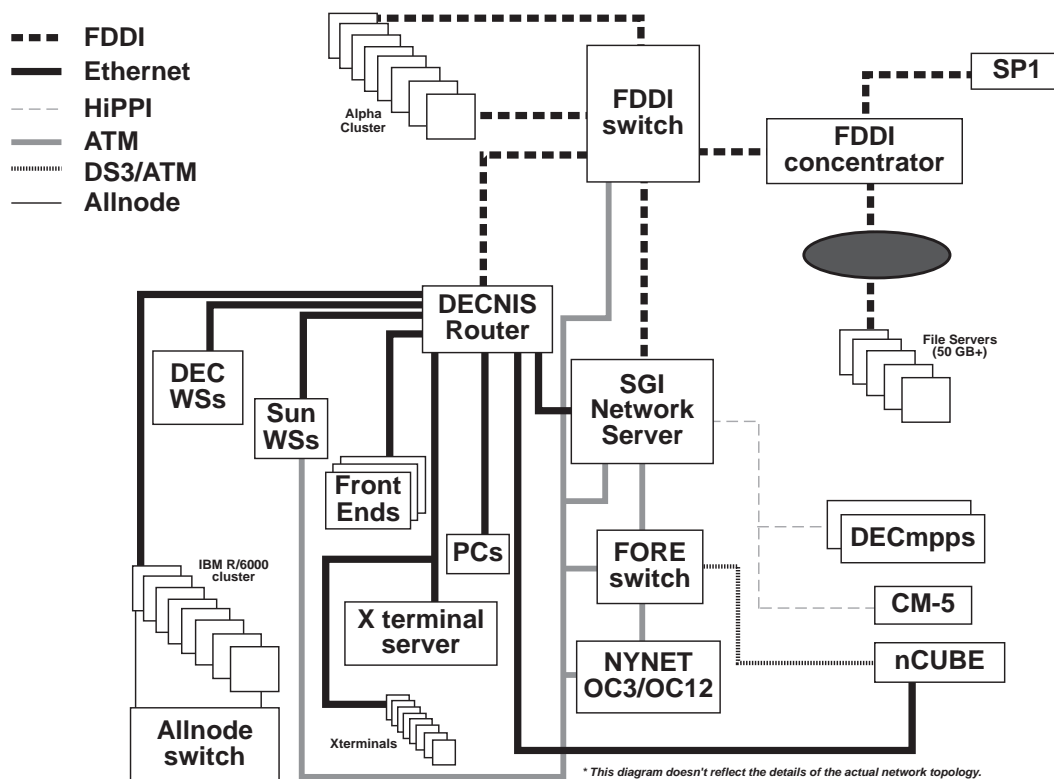 FDDI
Ethernet
HiPPI
ATM
DS3/ATM
Allnode
Alpha
Cluster
FDDI
switch
SP1
FDDI
concentrator
File Servers
(50 GB+)
DECNIS
Router
DEC
WSs
Sun
WSs
Front
Ends
PCs
SGI
Network
Server
FORE
switch
DECmpps
CM-5
nCUBE
NYNET
OC3/OC12
X terminal
server
Xterminals
IBM R/6000
cluster
Allnode
switch
* This diagram doesn't reflect the details of the actual network topology.